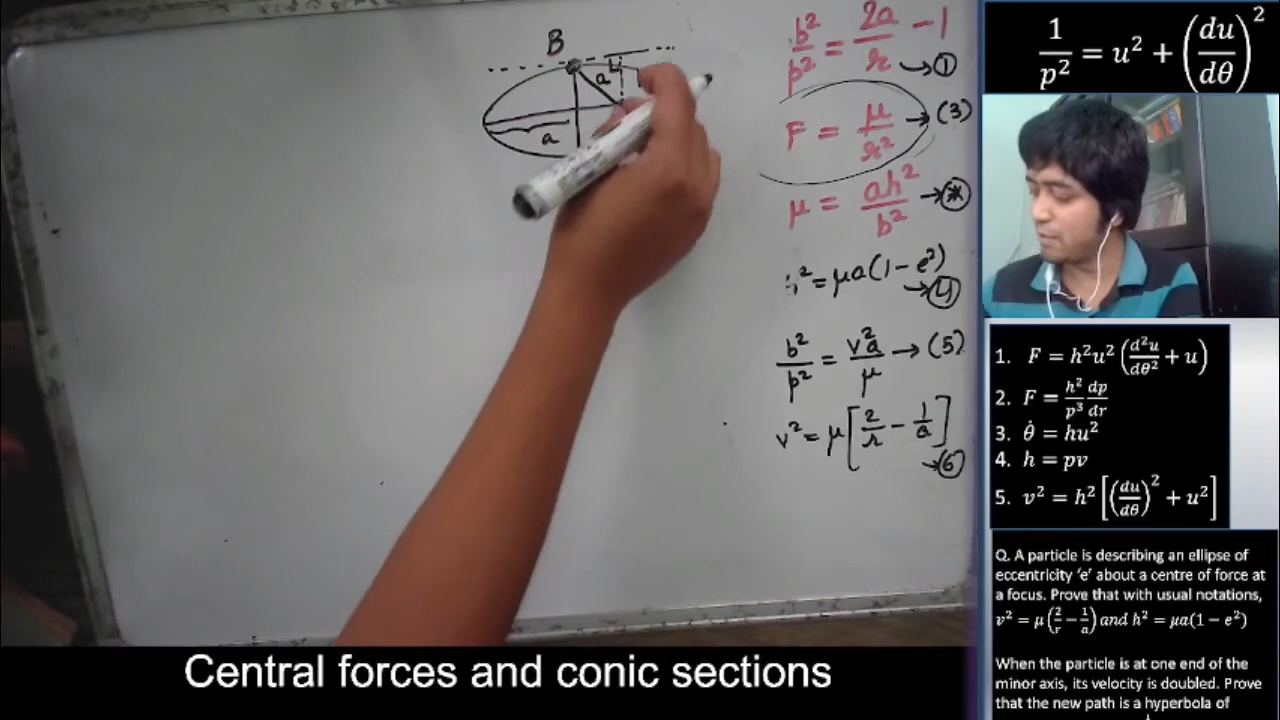 B
a
a
b²/p² = 2a/r - 1 → ①
F = μ/r² → (3)
μ = ah²/b² → (*)
h² = μa(1 - e²) → (4)
b²/p² = v²a/μ → (5)
v² = μ[2/r - 1/a] → (6)
1/p² = u² + (du/dθ)²
1. F = h²u² (d²u/dθ² + u)
2. F = h²/p³ dp/dr
3. θ̇ = hu²
4. h = pv
5. v² = h² [(du/dθ)² + u²]
Q. A particle is describing an ellipse of
eccentricity 'e' about a centre of force at
a focus. Prove that with usual notations,
v² = μ(2/r - 1/a) and h² = μa(1 - e²)
When the particle is at one end of the
minor axis, its velocity is doubled. Prove
that the new path is a hyperbola of
Central forces and conic sections